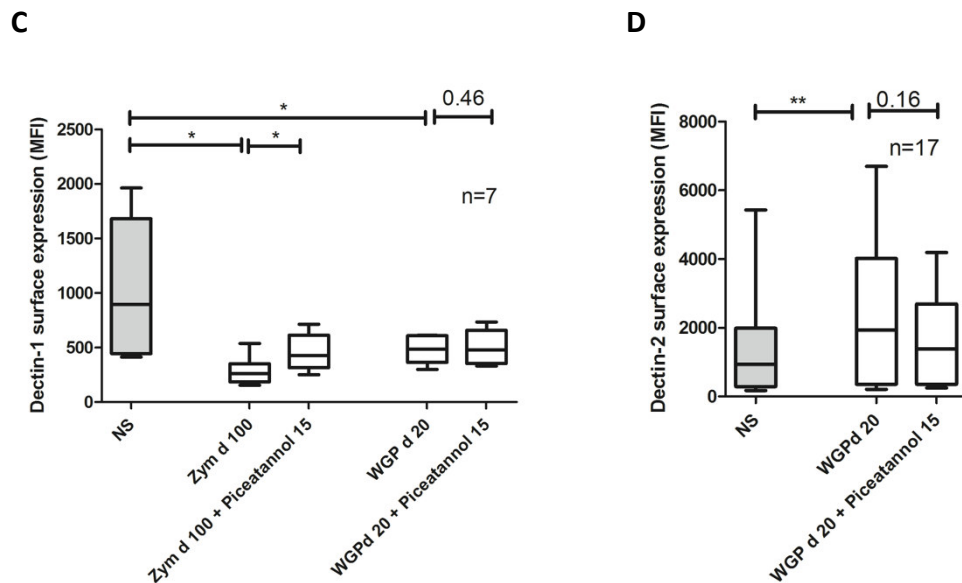 C
Dectin-1 surface expression (MFI)
2500
2000
1500
1000
500
0
*
0.46
*
*
n=7
NS
Zym d 100
Zym d 100 + Piceatannol 15
WGP d 20
WGPd 20 + Piceatannol 15
D
Dectin-2 surface expression (MFI)
8000
6000
4000
2000
0
**
0.16
n=17
NS
WGPd 20
WGP d 20 + Piceatannol 15